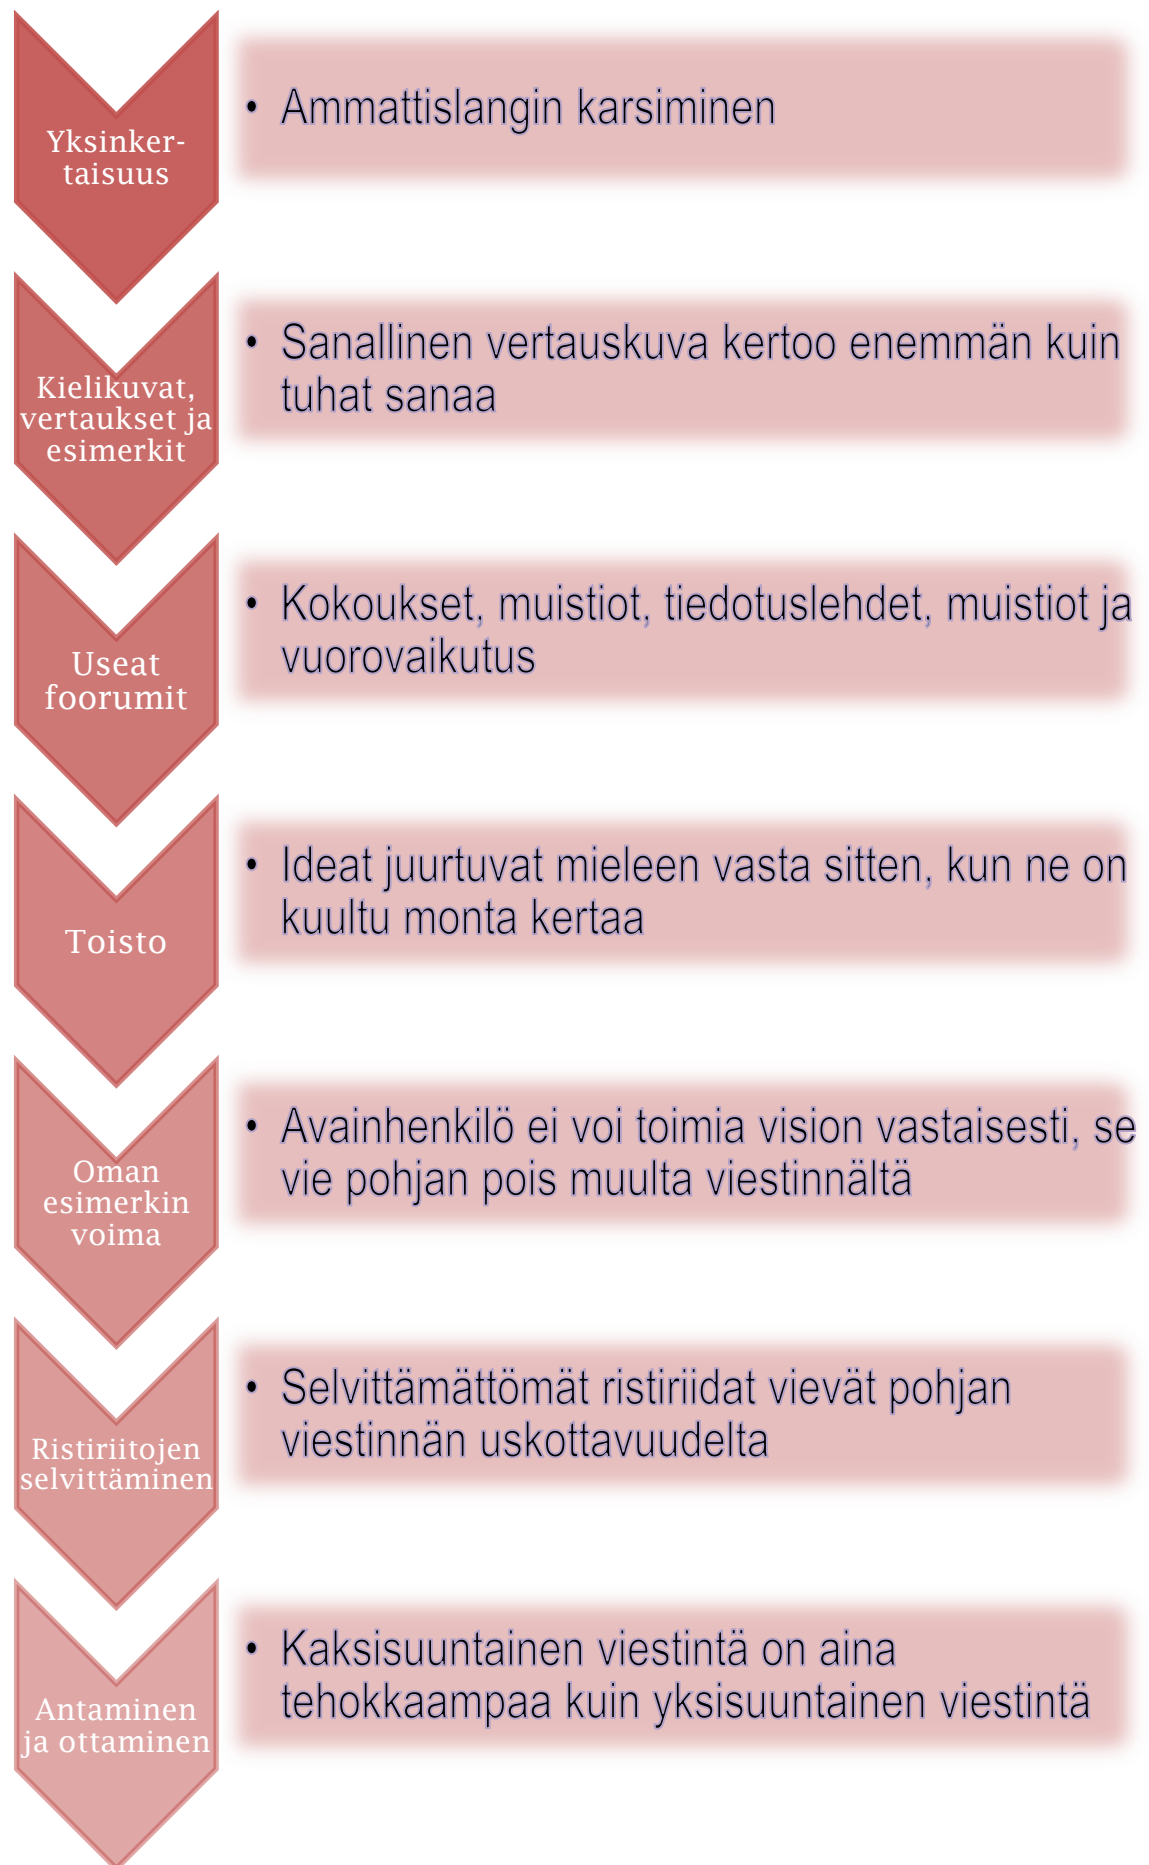 Yksinker-
taisuus
• Ammattislangin karsiminen
Kielikuvat,
vertaukset ja
esimerkit
• Sanallinen vertauskuva kertoo enemmän kuin
tuhat sanaa
Useat
foorumit
• Kokoukset, muistiot, tiedotuslehdet, muistiot ja
vuorovaikutus
Toisto
• Ideat juurtuvat mieleen vasta sitten, kun ne on
kuultu monta kertaa
Oman
esimerkin
voima
• Avainhenkilö ei voi toimia vision vastaisesti, se
vie pohjan pois muulta viestinnältä
Ristiriitojen
selvittäminen
• Selvittämättömät ristiriidat vievät pohjan
viestinnän uskottavuudelta
Antaminen
ja ottaminen
• Kaksisuuntainen viestintä on aina
tehokkaampaa kuin yksisuuntainen viestintä